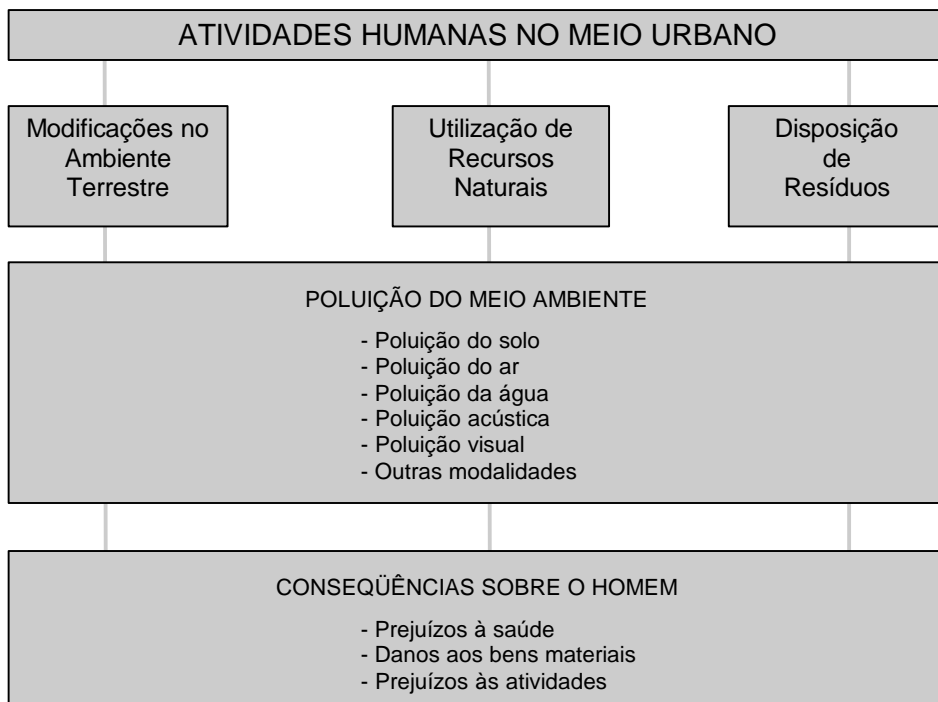 ATIVIDADES HUMANAS NO MEIO URBANO
Modificações no
Ambiente
Terrestre
Utilização de
Recursos
Naturais
Disposição
de
Resíduos
POLUIÇÃO DO MEIO AMBIENTE
- Poluição do solo
- Poluição do ar
- Poluição da água
- Poluição acústica
- Poluição visual
- Outras modalidades
CONSEQÜÊNCIAS SOBRE O HOMEM
- Prejuízos à saúde
- Danos aos bens materiais
- Prejuízos às atividades